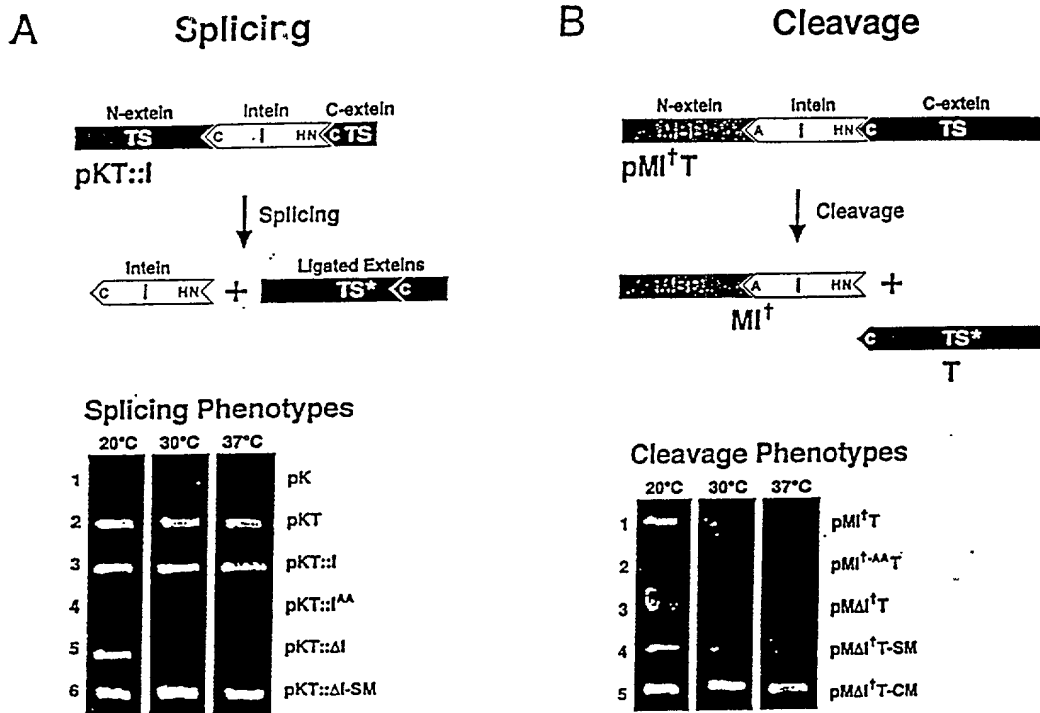 A
Splicing
N-extein
Intein
C-extein
TS
C
I
HN
C
TS
pKT::I
Splicing
Intein
Ligated Exteins
C
I
HN
+
TS*
C
Splicing Phenotypes
20°C 30°C 37°C
1 pK
2 pKT
3 pKT::I
4 pKT::I^AA
5 pKT::ΔI
6 pKT::ΔI-SM
B
Cleavage
N-extein
Intein
C-extein
A
I
HN
C
TS
pMI†T
Cleavage
A
I
HN
+
MI†
C
TS*
T
Cleavage Phenotypes
20°C 30°C 37°C
1 pMI†T
2 pMI†-AAT
3 pMΔI†T
4 pMΔI†T-SM
5 pMΔI†T-CM